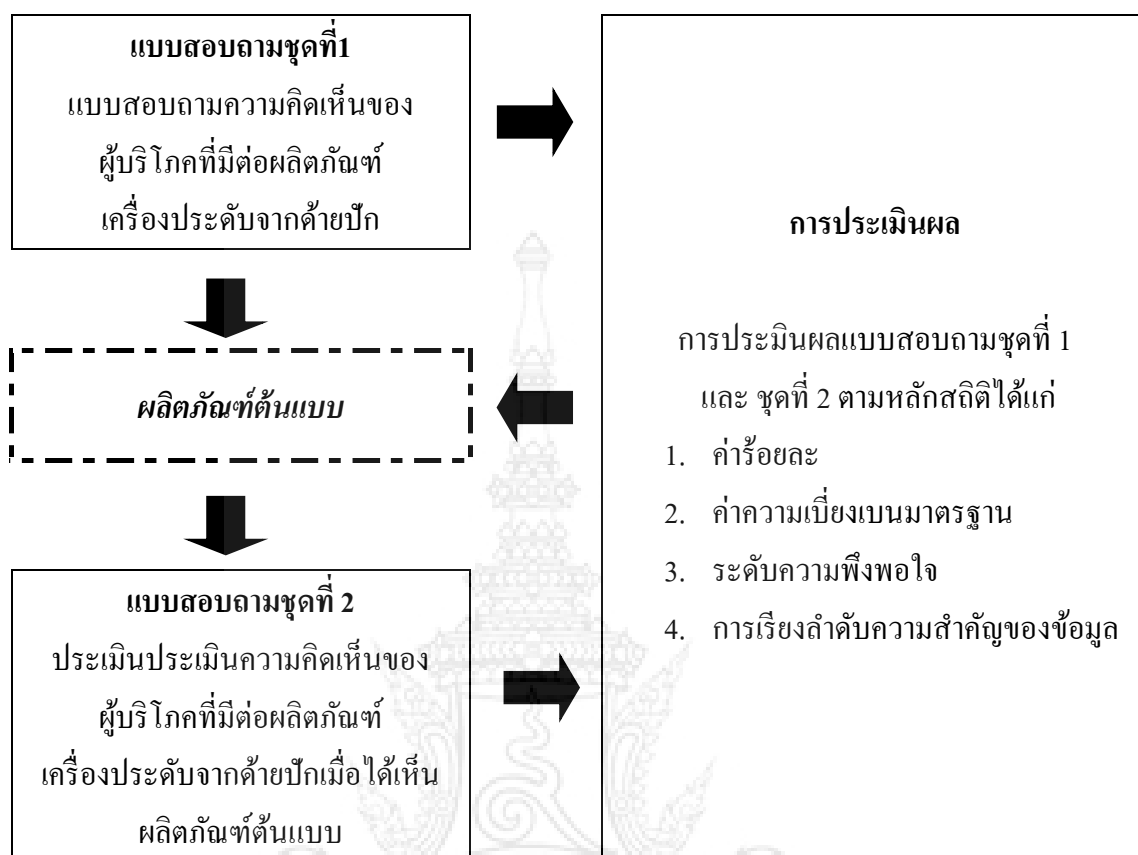 แบบสอบถามชุดที่1
แบบสอบถามความคิดเห็นของ
ผู้บริโภคที่มีต่อผลิตภัณฑ์
เครื่องประดับจากด้ายปัก
ผลิตภัณฑ์ต้นแบบ
แบบสอบถามชุดที่ 2
ประเมินประเมินความคิดเห็นของ
ผู้บริโภคที่มีต่อผลิตภัณฑ์
เครื่องประดับจากด้ายปักเมื่อได้เห็น
ผลิตภัณฑ์ต้นแบบ
การประเมินผล
การประมินผลแบบสอบถามชุดที่ 1
และ ชุดที่ 2 ตามหลักสถิติได้แก่
1. ค่าร้อยละ
2. ค่าความเบี่ยงเบนมาตรฐาน
3. ระดับความพึงพอใจ
4. การเรียงลำดับความสำคัญของข้อมูล